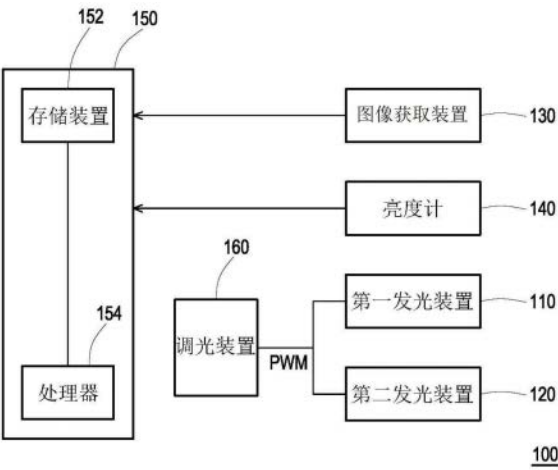 152
150
存储装置
图像获取装置
130
亮度计
140
160
第一发光装置
110
调光装置
PWM
154
处理器
第二发光装置
120
100